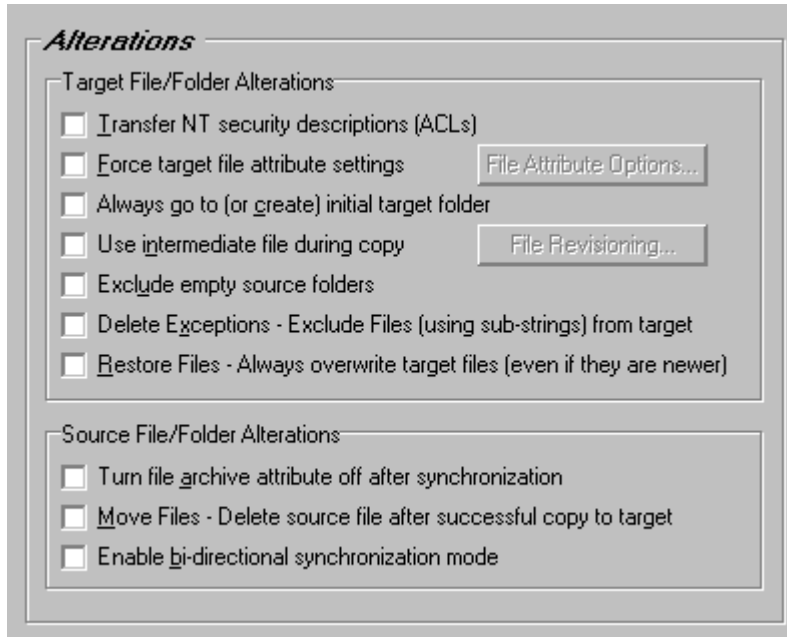 Alterations
Target File/Folder Alterations
Transfer NT security descriptions (ACLs)
Force target file attribute settings
File Attribute Options...
Always go to (or create) initial target folder
Use intermediate file during copy
File Revisioning...
Exclude empty source folders
Delete Exceptions - Exclude Files (using sub-strings) from target
Restore Files - Always overwrite target files (even if they are newer)
Source File/Folder Alterations
Turn file archive attribute off after synchronization
Move Files - Delete source file after successful copy to target
Enable bi-directional synchronization mode